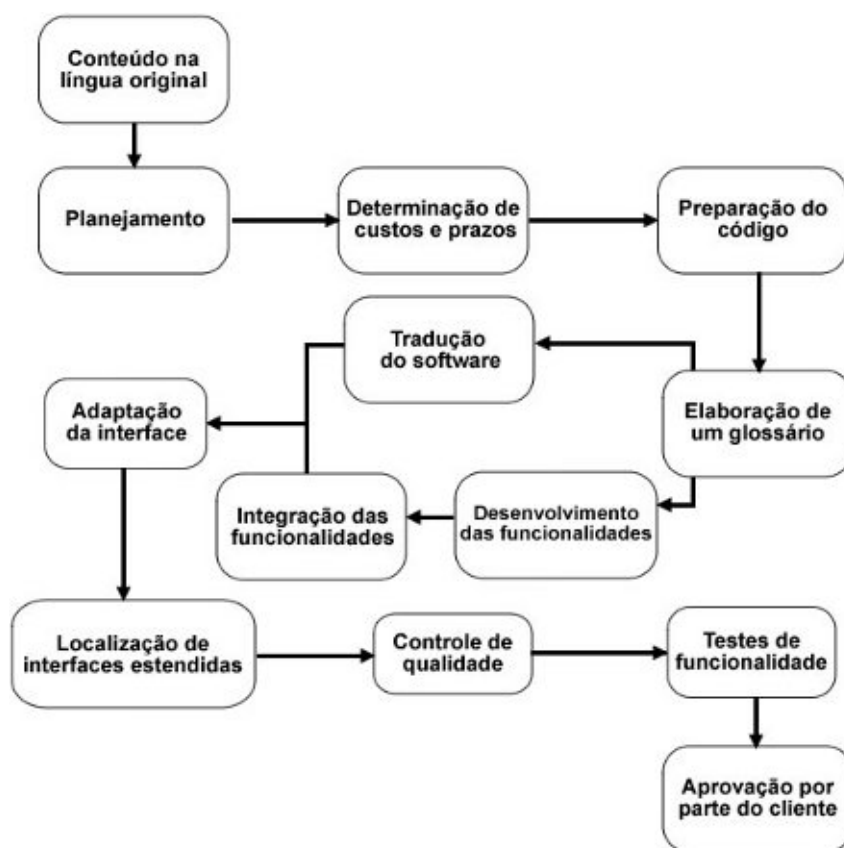 Conteúdo na
língua original
Planejamento
Determinação de
custos e prazos
Preparação do
código
Tradução
do software
Elaboração de
um glossário
Adaptação
da interface
Integração das
funcionalidades
Desenvolvimento
das funcionalidades
Localização de
interfaces estendidas
Controle de
qualidade
Testes de
funcionalidade
Aprovação por
parte do cliente